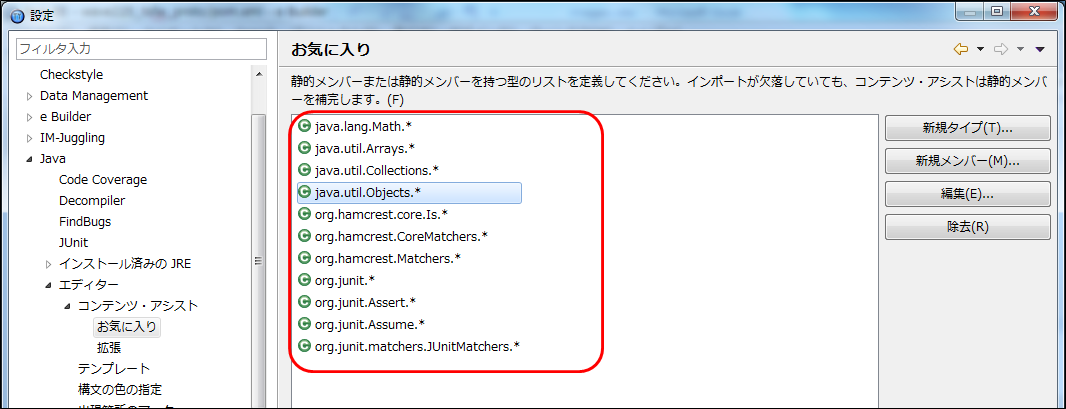 設定
フィルタ入力
Checkstyle
Data Management
e Builder
IM-Juggling
Java
Code Coverage
Decompiler
FindBugs
JUnit
インストール済みの JRE
エディター
コンテンツ・アシスト
お気に入り
拡張
テンプレート
構文の色の指定
お気に入り
静的メンバーまたは静的メンバーを持つ型のリストを定義してください。インポートが欠落していても、コンテンツ・アシストは静的メンバ
ーを補完します。(F)
java.lang.Math.*
java.util.Arrays.*
java.util.Collections.*
java.util.Objects.*
org.hamcrest.core.Is.*
org.hamcrest.CoreMatchers.*
org.hamcrest.Matchers.*
org.junit.*
org.junit.Assert.*
org.junit.Assume.*
org.junit.matchers.JUnitMatchers.*
新規タイプ(T)...
新規メンバー(M)...
編集(E)...
除去(R)